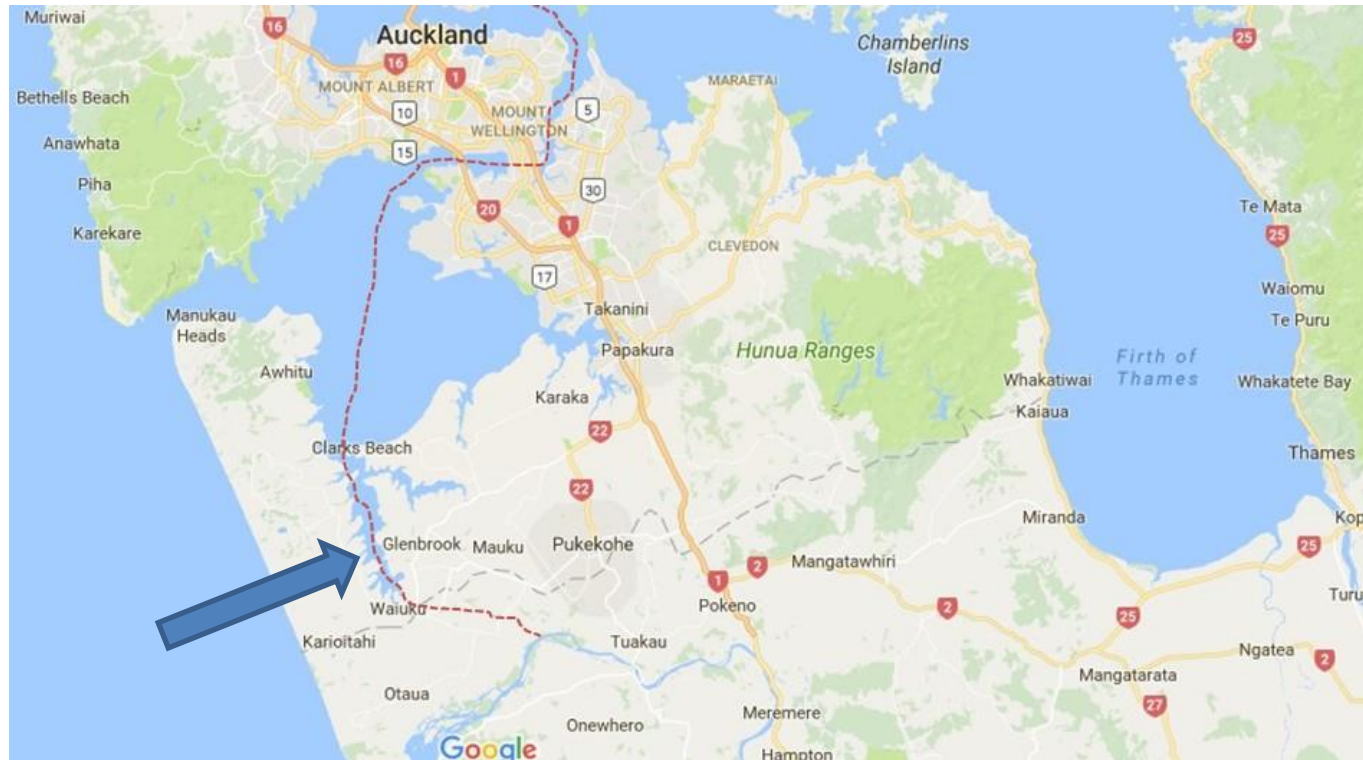 Muriwai
16
Auckland
Chamberlins
Island
25
16
1
MOUNT ALBERT
MARAETAI
Bethells Beach
10
MOUNT
WELLINGTON
5
Anawhata
15
Piha
30
Te Mata
Karekare
20
1
25
CLEVEDON
17
Waiomu
Manukau
Heads
Takanini
Te Puru
Papakura
Hunua Ranges
Firth of
Thames
Awhitu
Whakatiwai
Whakatete Bay
Karaka
Kaiaua
22
Clarks Beach
Thames
22
Miranda
Kop
Glenbrook
Mauku
Pukekohe
25
Mangatawhiri
2
1
Turu
Waiuku
Pokeno
2
25
Karioitahi
Tuakau
Ngatea
2
Mangatarata
Otaua
27
Meremere
Onewhero
Google
Hampton